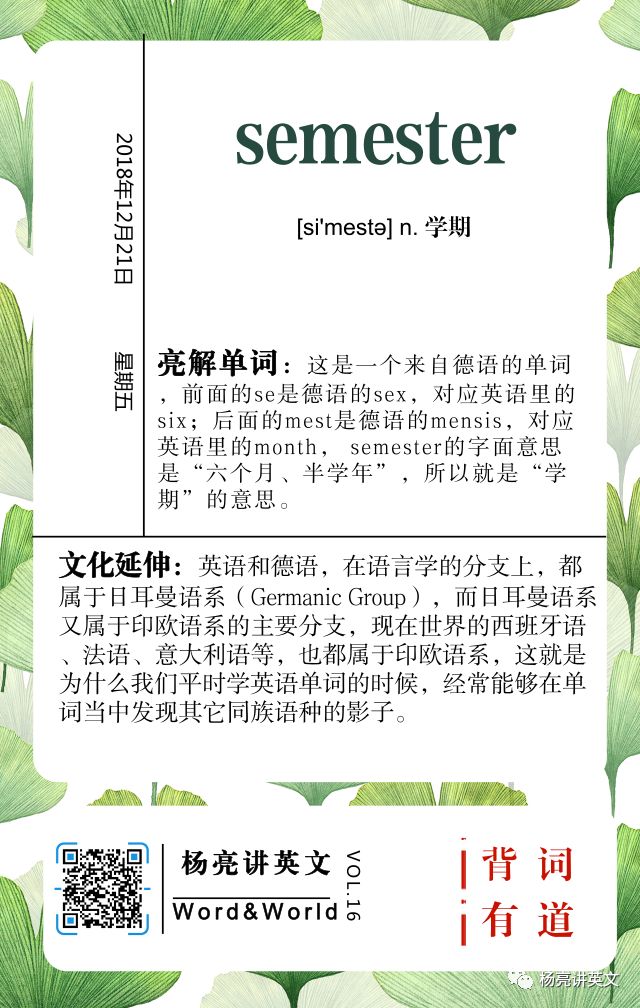 semester
[si'mestə] n. 学期
2018年12月21日
星期五
亮解单词：这是一个来自德语的单词
，前面的se是德语的sex，对应英语里的
six；后面的mest是德语的mensis，对应
英语里的month， semester的字面意思
是“六个月、半学年”，所以就是“学
期”的意思。
文化延伸：英语和德语，在语言学的分支上，都
属于日耳曼语系（Germanic Group），而日耳曼语系
又属于印欧语系的主要分支，现在世界的西班牙语
、法语、意大利语等，也都属于印欧语系，这就是
为什么我们平时学英语单词的时候，经常能够在单
词当中发现其它同族语种的影子。
杨亮讲英文
Word&World
VOL.16
背词
有道
杨亮讲英文